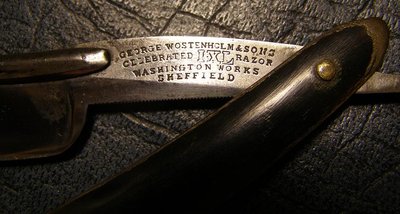 GEORGE WOSTENHOLM & SONS
CELEBRATED IXL RAZOR
WASHINGTON WORKS
SHEFFIELD